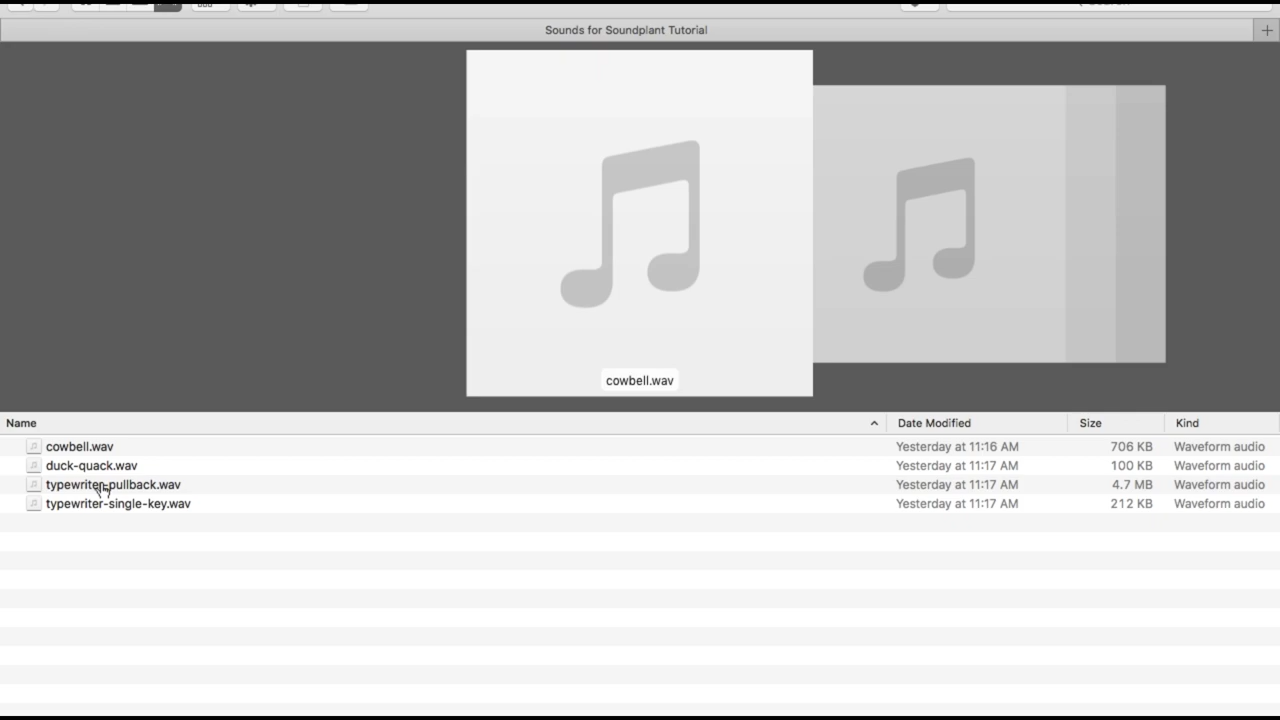 Sounds for Soundplant Tutorial
cowbell.wav
Name Date Modified Size Kind
cowbell.wav Yesterday at 11:16 AM 706 KB Waveform audio
duck-quack.wav Yesterday at 11:17 AM 100 KB Waveform audio
typewriter-pullback.wav Yesterday at 11:17 AM 4.7 MB Waveform audio
typewriter-single-key.wav Yesterday at 11:17 AM 212 KB Waveform audio